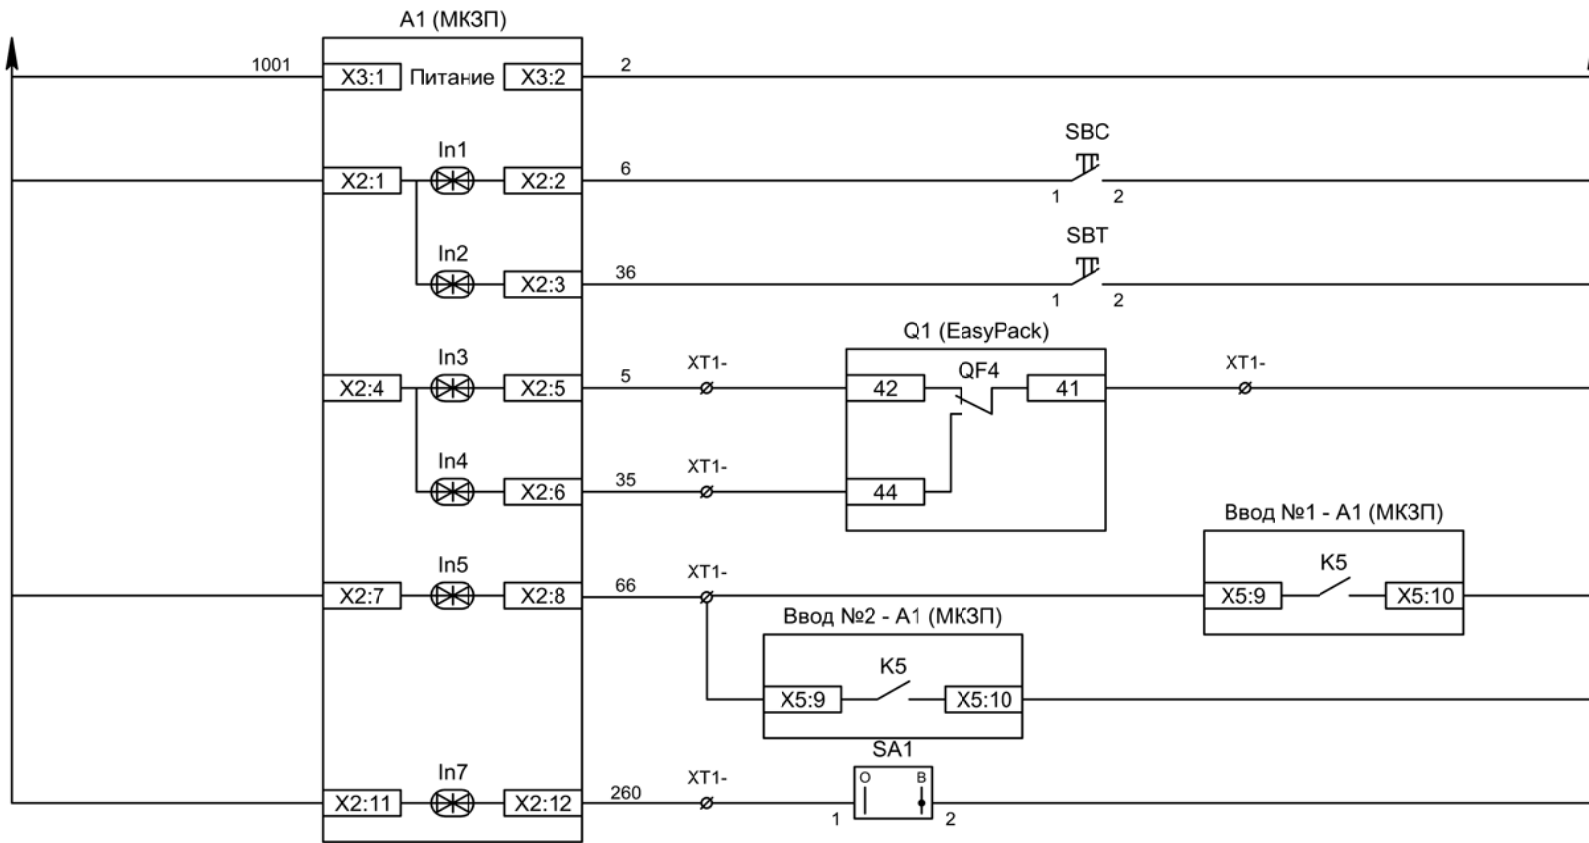 А1 (МКЗП)
1001
X3:1
Питание
X3:2
2
In1
SBC
X2:1
X2:2
6
1
2
In2
SBT
X2:3
36
1
2
Q1 (EasyPack)
In3
XT1-
QF4
XT1-
X2:4
X2:5
5
42
41
In4
XT1-
X2:6
35
44
Ввод №1 - А1 (МКЗП)
In5
XT1-
K5
X2:7
X2:8
66
X5:9
X5:10
Ввод №2 - А1 (МКЗП)
K5
X5:9
X5:10
SA1
In7
XT1-
О
В
X2:11
X2:12
260
1
2